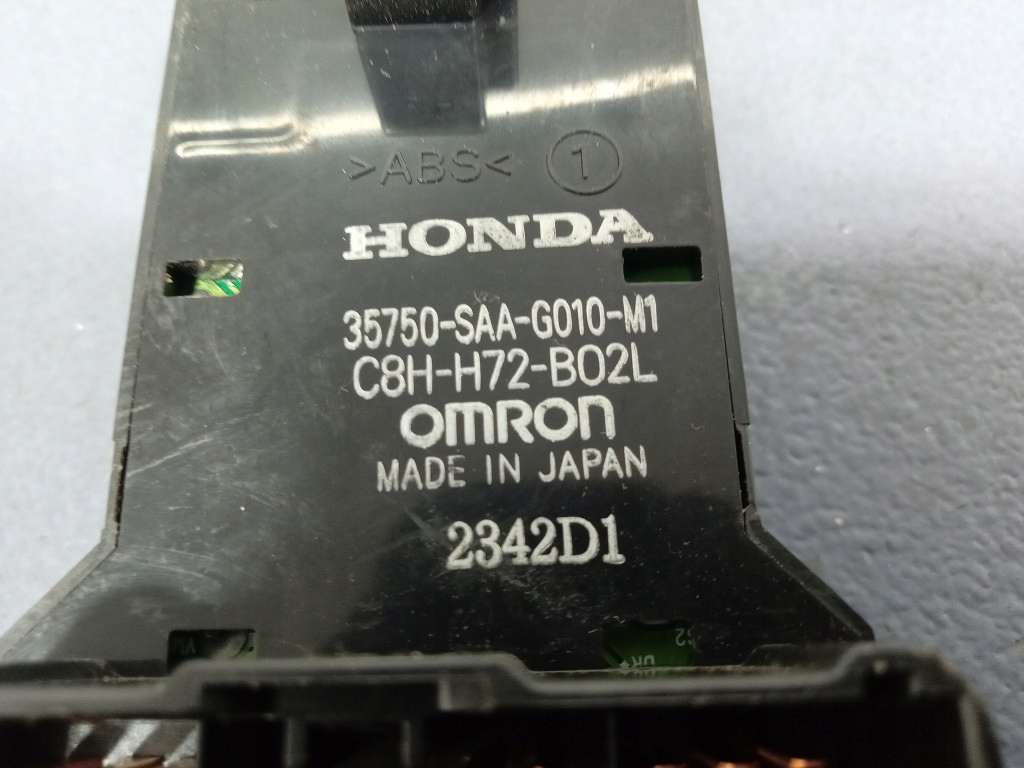 >ABS< 1
HONDA
35750-SAA-G010-M1
C8H-H72-B02L
OMRON
MADE IN JAPAN
2342D1